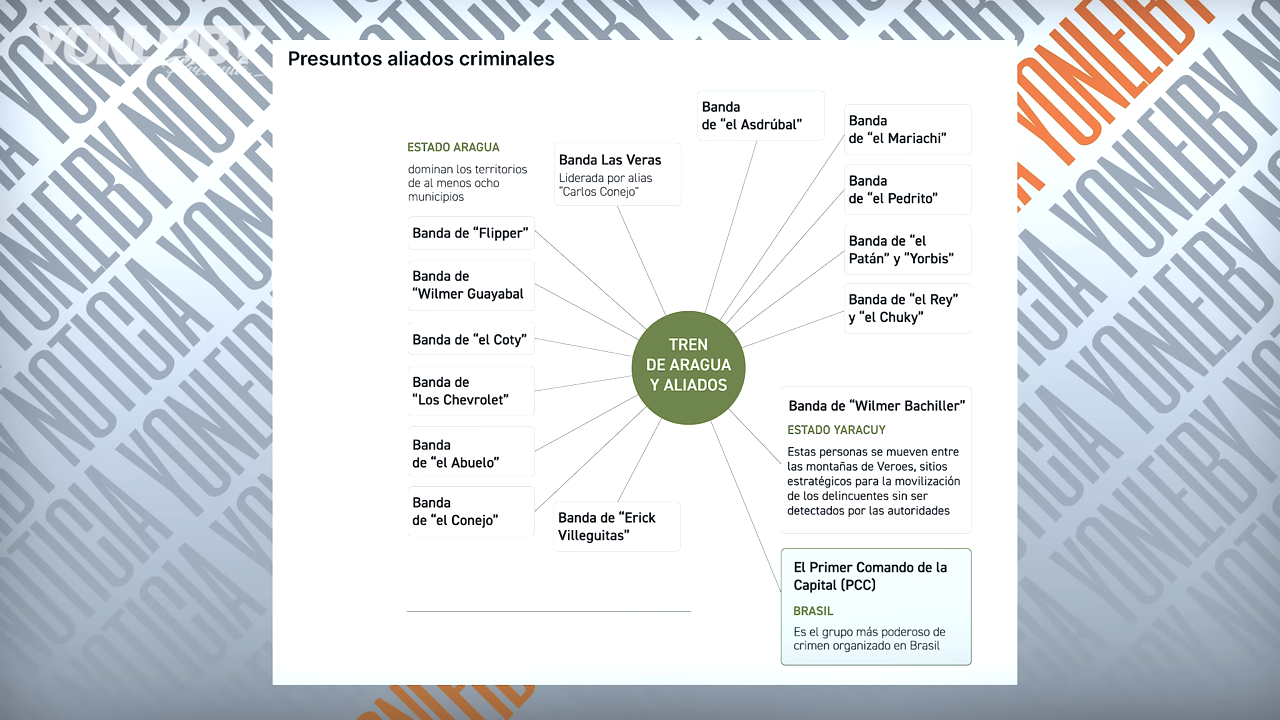 YONLEIBY
Presuntos aliados criminales
ESTADO ARAGUA
dominan los territorios
de al menos ocho
municipios
Banda de “Flipper”
Banda de
“Wilmer Guayabal
Banda de “el Coty”
Banda de
“Los Chevrolet”
Banda
de “el Abuelo”
Banda
de “el Conejo”
Banda Las Veras
Liderada por alias
“Carlos Conejo”
Banda de “Erick
Villeguitas”
TREN
DE ARAGUA
Y ALIADOS
Banda
de “el Asdrúbal”
Banda
de “el Mariachi”
Banda
de “el Pedrito”
Banda de “el
Patán” y “Yorbis”
Banda de “el Rey”
y “el Chuky”
Banda de “Wilmer Bachiller”
ESTADO YARACUY
Estas personas se mueven entre
las montañas de Veroes, sitios
estratégicos para la movilización
de los delincuentes sin ser
detectados por las autoridades
El Primer Comando de la
Capital (PCC)
BRASIL
Es el grupo más poderoso de
crimen organizado en Brasil
YONLEIBY NOTICIA YONLEIBY NOTICIA